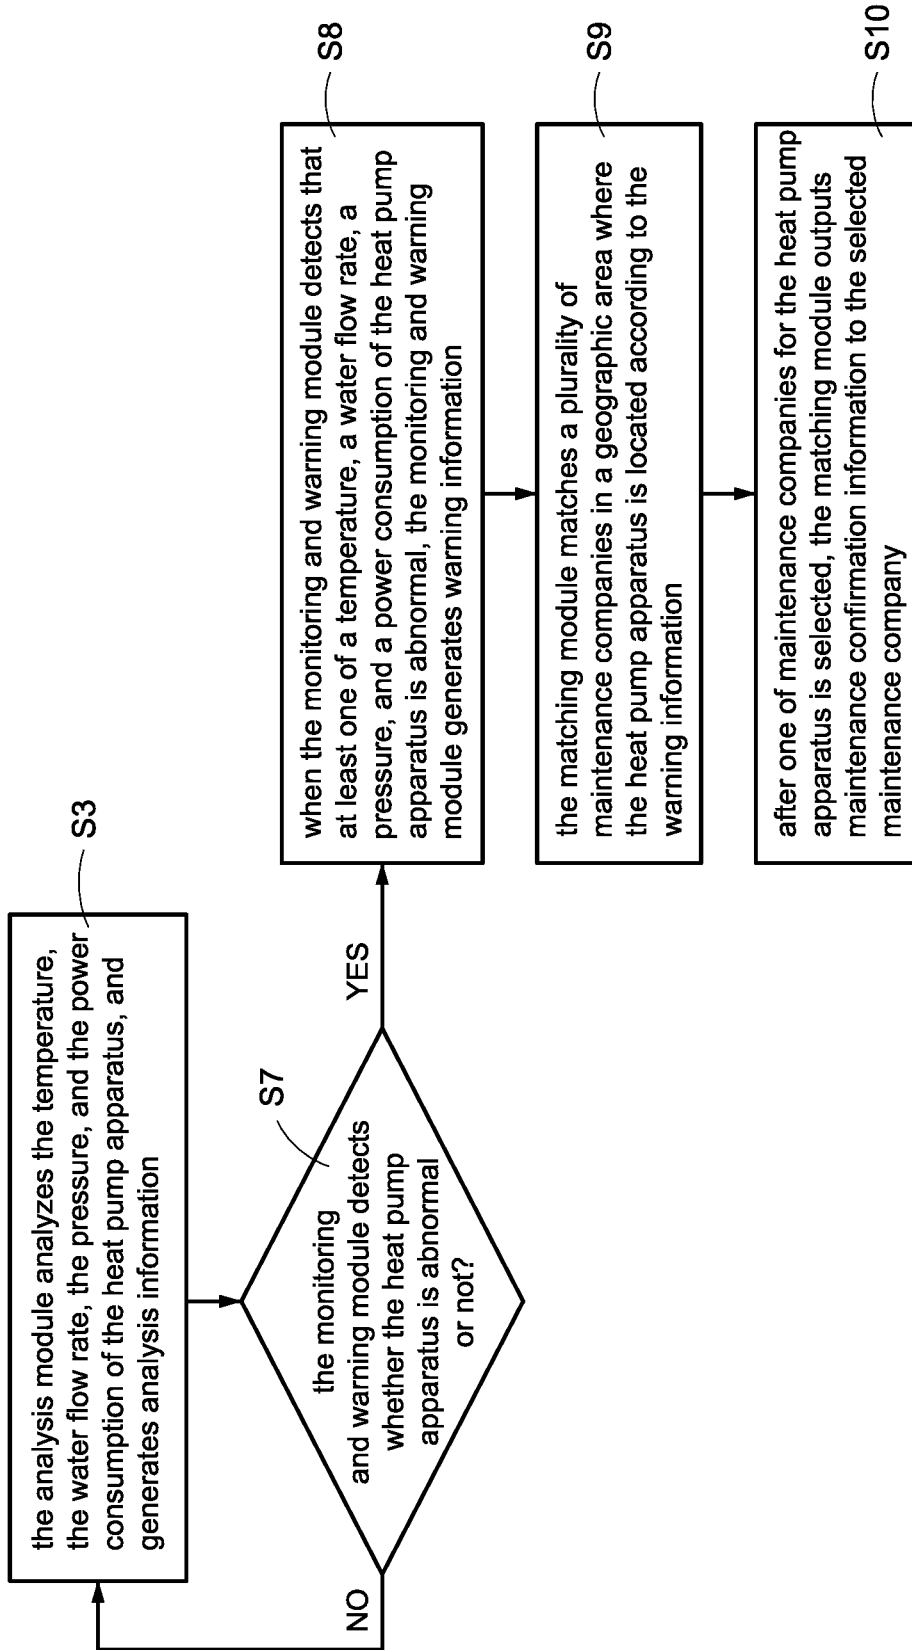 the analysis module analyzes the temperature,
the water flow rate, the pressure, and the power
consumption of the heat pump apparatus, and
generates analysis information
S3
the monitoring
and warning module detects
whether the heat pump
apparatus is abnormal
or not?
S7
NO
YES
when the monitoring and warning module detects that
at least one of a temperature, a water flow rate, a
pressure, and a power consumption of the heat pump
apparatus is abnormal, the monitoring and warning
module generates warning information
S8
the matching module matches a plurality of
maintenance companies in a geographic area where
the heat pump apparatus is located according to the
warning information
S9
after one of maintenance companies for the heat pump
apparatus is selected, the matching module outputs
maintenance confirmation information to the selected
maintenance company
S10